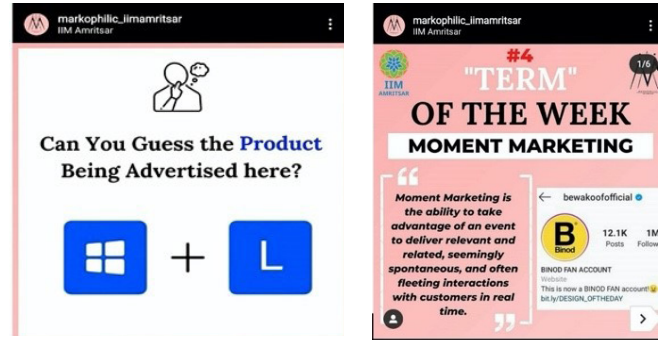 markophilic_iimamritsar
IIM Amritsar
Can You Guess the Product
Being Advertised here?
+
L
markophilic_iimamritsar
IIM Amritsar
#4
1/6
IIM
AMRITSAR
"TERM"
OF THE WEEK
MOMENT MARKETING
Moment Marketing is
the ability to take
advantage of an event
to deliver relevant and
related, seemingly
spontaneous, and often
fleeting interactions
with customers in real
time.
bewakoofofficial
B
Binod
12.1K 1M
Posts Follow
BINOD FAN ACCOUNT
Website
This is now a BINOD FAN account!
bit.ly/DESIGN_OFTHEDAY